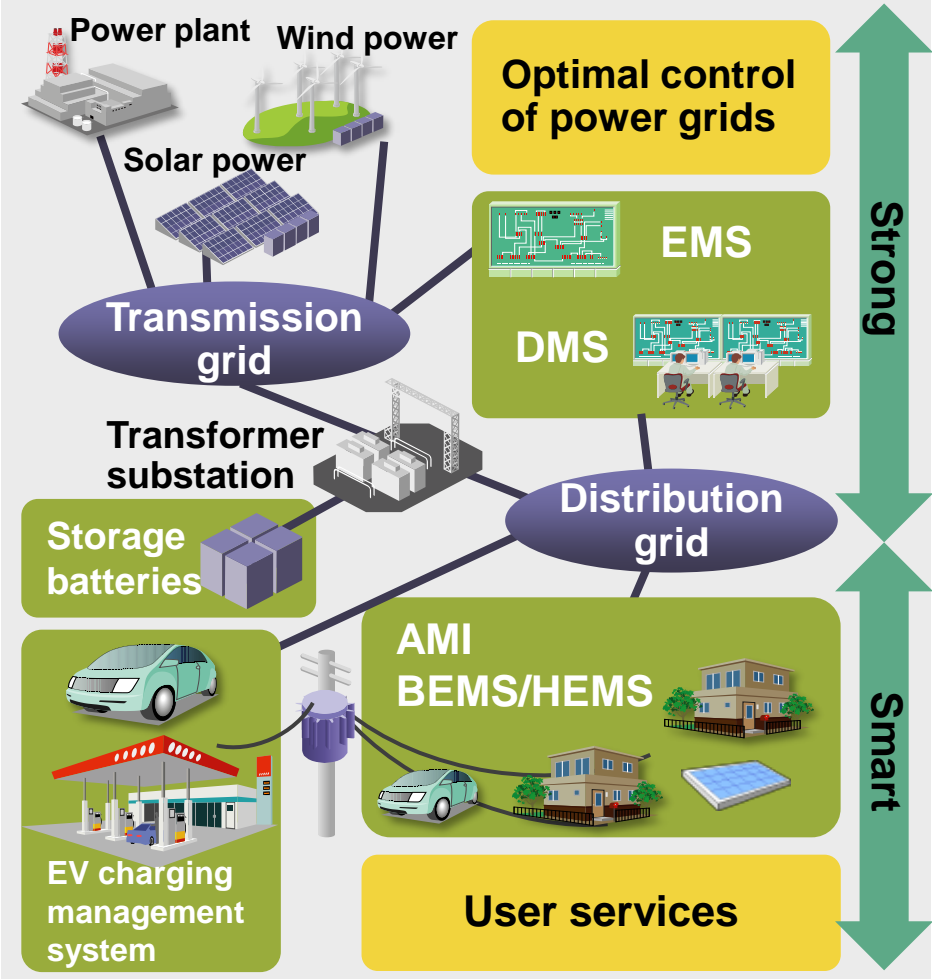 Power plant
Wind power
Solar power
Optimal control
of power grids
EMS
DMS
Strong
Transmission
grid
Transformer
substation
Distribution
grid
Storage
batteries
AMI
BEMS/HEMS
Smart
EV charging
management
system
User services